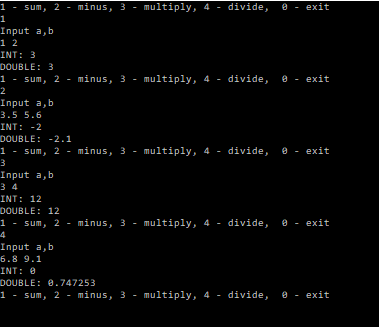 1 - sum, 2 - minus, 3 - multiply, 4 - divide,  0 - exit
1
Input a,b
1 2
INT: 3
DOUBLE: 3
1 - sum, 2 - minus, 3 - multiply, 4 - divide,  0 - exit
2
Input a,b
3.5 5.6
INT: -2
DOUBLE: -2.1
1 - sum, 2 - minus, 3 - multiply, 4 - divide,  0 - exit
3
Input a,b
3 4
INT: 12
DOUBLE: 12
1 - sum, 2 - minus, 3 - multiply, 4 - divide,  0 - exit
4
Input a,b
6.8 9.1
INT: 0
DOUBLE: 0.747253
1 - sum, 2 - minus, 3 - multiply, 4 - divide,  0 - exit